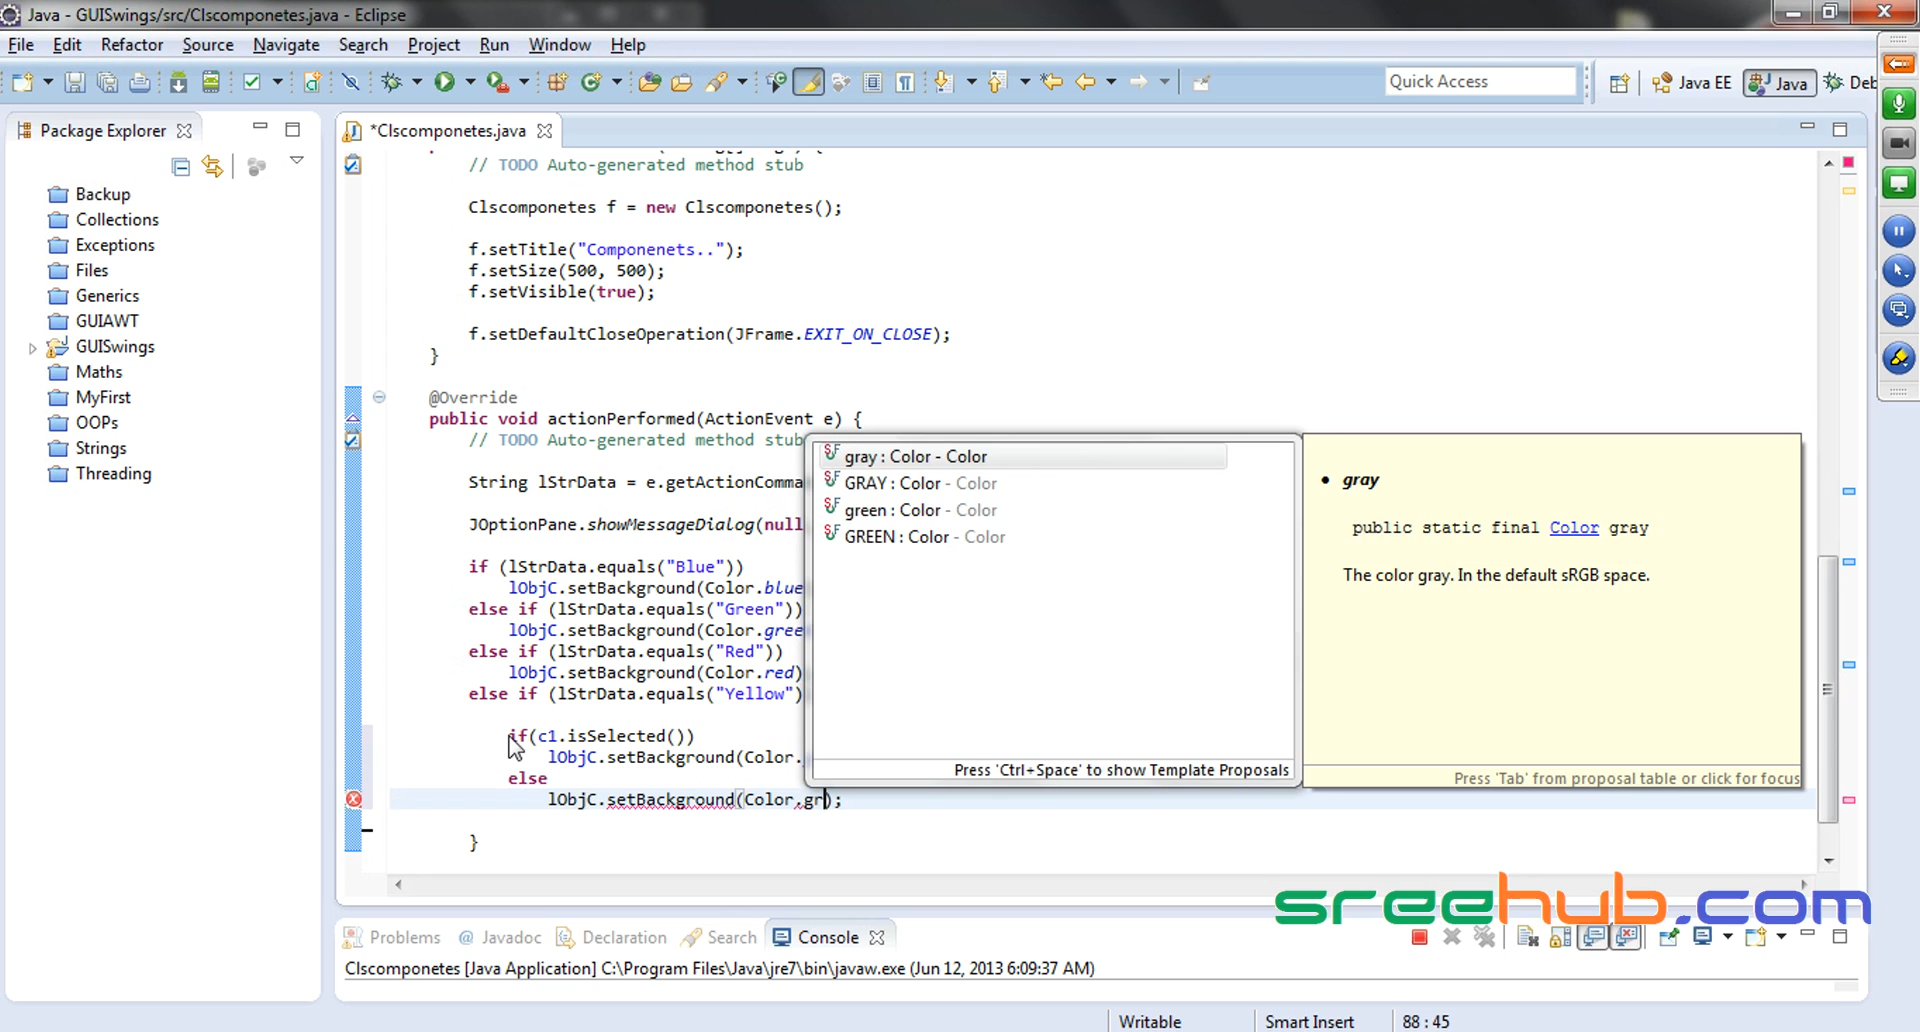 Java - GUISwings/src/Clscomponetes.java - Eclipse
File Edit Refactor Source Navigate Search Project Run Window Help
Quick Access
Java EE
Java
Deb
Package Explorer
Backup
Collections
Exceptions
Files
Generics
GUIAWT
GUISwings
Maths
MyFirst
OOPs
Strings
Threading
*Clscomponetes.java
// TODO Auto-generated method stub
Clscomponetes f = new Clscomponetes();
f.setTitle("Componenets..");
f.setSize(500, 500);
f.setVisible(true);
f.setDefaultCloseOperation(JFrame.EXIT_ON_CLOSE);
}
@Override
public void actionPerformed(ActionEvent e) {
// TODO Auto-generated method stub
String lStrData = e.getActionComma
JOptionPane.showMessageDialog(null
if (lStrData.equals("Blue"))
lObjC.setBackground(Color.blue
else if (lStrData.equals("Green"))
lObjC.setBackground(Color.gree
else if (lStrData.equals("Red"))
lObjC.setBackground(Color.red)
else if (lStrData.equals("Yellow")
if(c1.isSelected())
lObjC.setBackground(Color.
else
lObjC.setBackground(Color.gr);
}
gray : Color - Color
GRAY : Color - Color
green : Color - Color
GREEN : Color - Color
Press 'Ctrl+Space' to show Template Proposals
gray
public static final Color gray
The color gray. In the default sRGB space.
Press 'Tab' from proposal table or click for focus
sreehub.com
Problems @ Javadoc Declaration Search Console
Clscomponetes [Java Application] C:\Program Files\Java\jre7\bin\javaw.exe (Jun 12, 2013 6:09:37 AM)
Writable Smart Insert 88 : 45